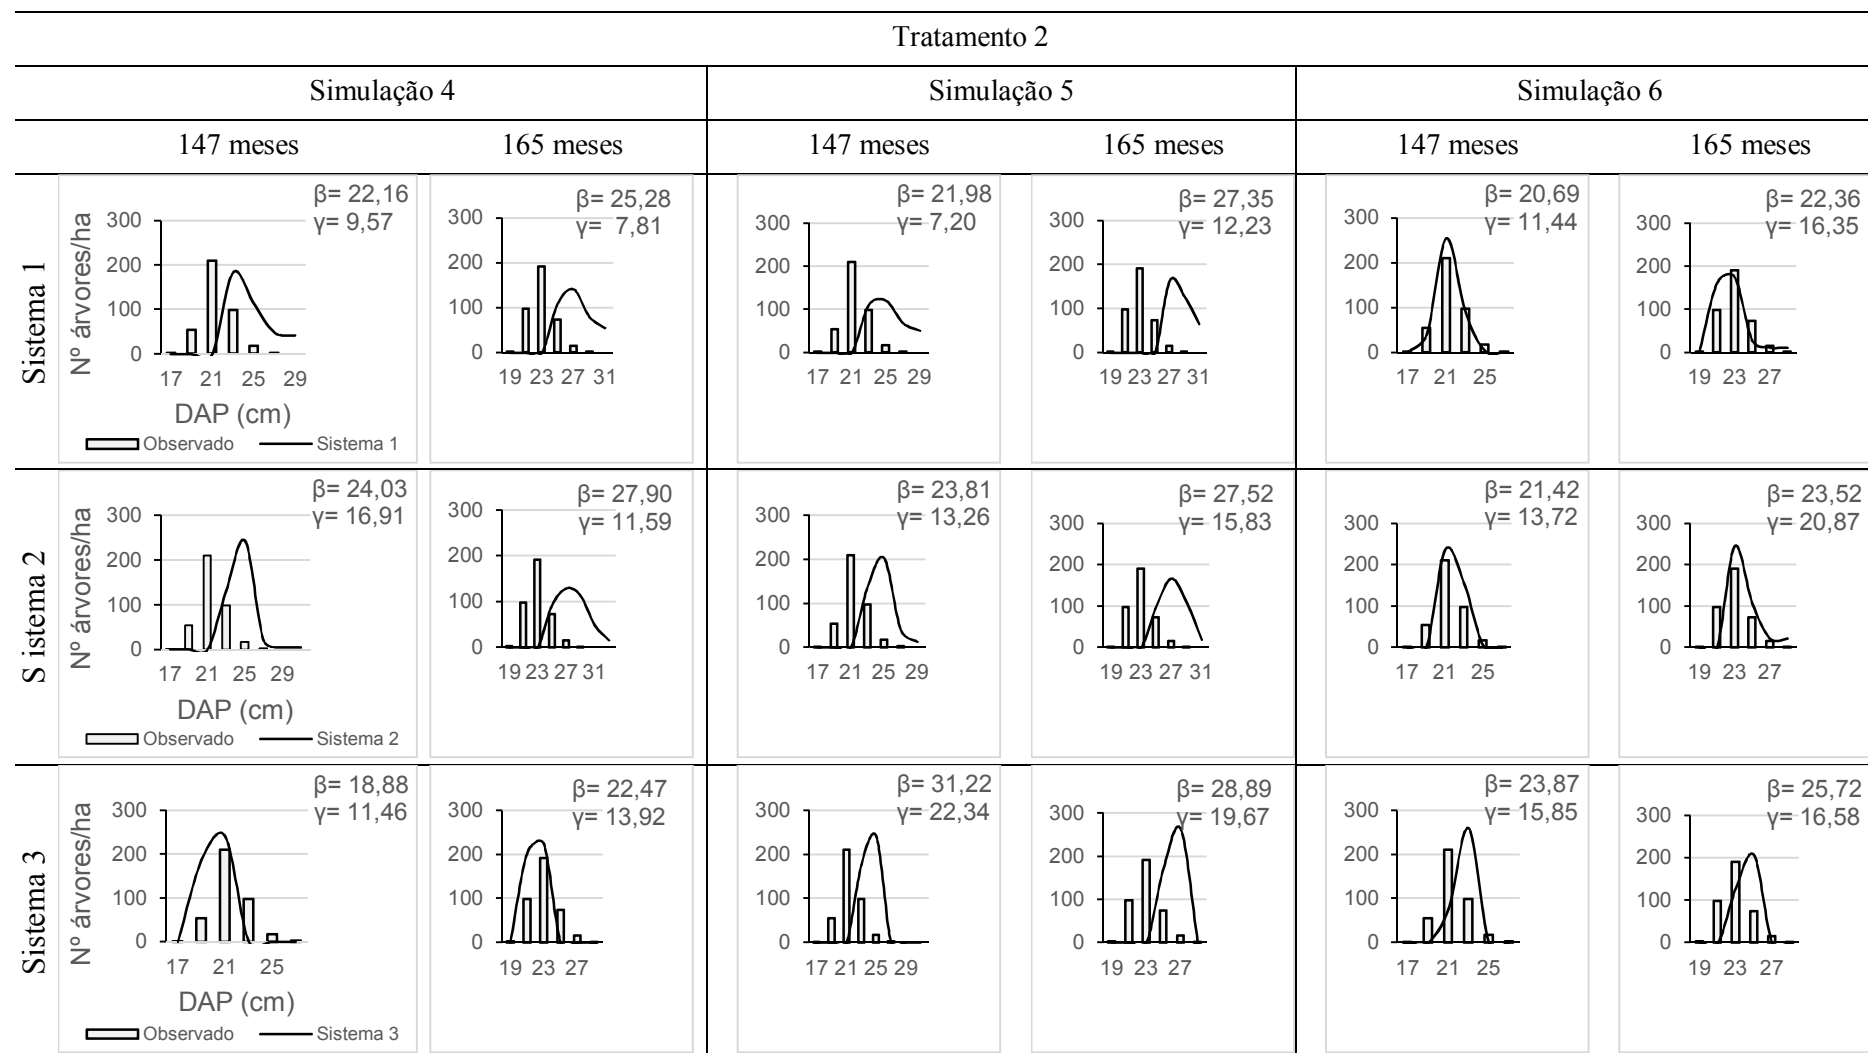 Tratamento 2
Simulação 4 Simulação 5 Simulação 6
147 meses 165 meses 147 meses 165 meses 147 meses 165 meses
Sistema 1
Nº árvores/ha
β= 22,16
γ= 9,57
300
200
100
0
17 21 25 29
DAP (cm)
Observado Sistema 1
β= 25,28
γ= 7,81
300
200
100
0
19 23 27 31
β= 21,98
γ= 7,20
300
200
100
0
17 21 25 29
β= 27,35
γ= 12,23
300
200
100
0
19 23 27 31
β= 20,69
γ= 11,44
300
200
100
0
17 21 25
β= 22,36
γ= 16,35
300
200
100
0
19 23 27
S istema 2
Nº árvores/ha
β= 24,03
γ= 16,91
300
200
100
0
17 21 25 29
DAP (cm)
Observado Sistema 2
β= 27,90
γ= 11,59
300
200
100
0
19 23 27 31
β= 23,81
γ= 13,26
300
200
100
0
17 21 25 29
β= 27,52
γ= 15,83
300
200
100
0
19 23 27 31
β= 21,42
γ= 13,72
300
200
100
0
17 21 25
β= 23,52
γ= 20,87
300
200
100
0
19 23 27
Sistema 3
Nº árvores/ha
β= 18,88
γ= 11,46
300
200
100
0
17 21 25
DAP (cm)
Observado Sistema 3
β= 22,47
γ= 13,92
300
200
100
0
19 23 27
β= 31,22
γ= 22,34
300
200
100
0
17 21 25 29
β= 28,89
γ= 19,67
300
200
100
0
19 23 27
β= 23,87
γ= 15,85
300
200
100
0
17 21 25
β= 25,72
γ= 16,58
300
200
100
0
19 23 27